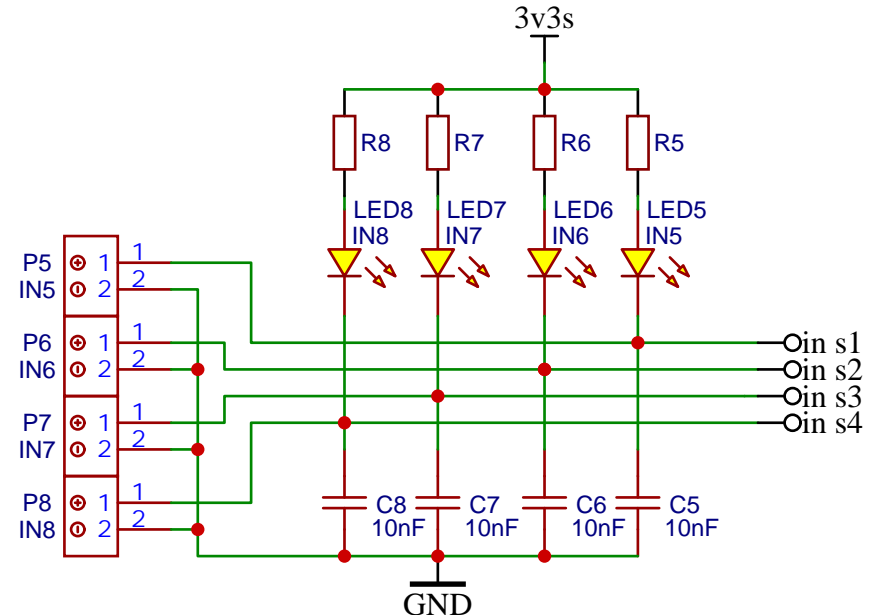 3v3s
R8 R7 R6 R5
LED8 LED7 LED6 LED5
IN8 IN7 IN6 IN5
P5 1 1
IN5 2 2
P6 1 1
IN6 2 2
P7 1 1
IN7 2 2
P8 1 1
IN8 2 2
in s1
in s2
in s3
in s4
C8 C7 C6 C5
10nF 10nF 10nF 10nF
GND